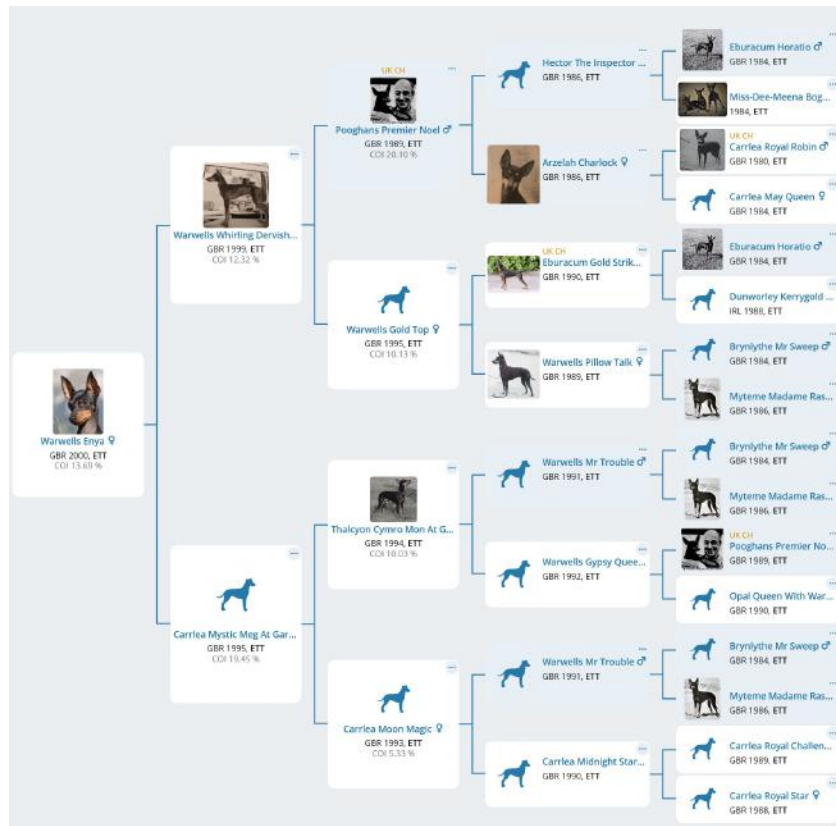 Warwells Enya ♀
GBR 2000, ETT
COI 13.69 %
Warwells Whirling Dervish...
GBR 1999, ETT
COI 12.32 %
Carrlea Mystic Meg At Gar...
GBR 1995, ETT
COI 19.45 %
UK CH
Pooghans Premier Noel ♂
GBR 1989, ETT
COI 20.10 %
Warwells Gold Top ♀
GBR 1995, ETT
COI 10.13 %
Thalcyon Cymro Mon At G...
GBR 1994, ETT
COI 10.03 %
Carrlea Moon Magic ♀
GBR 1993, ETT
COI 5.33 %
Hector The Inspector ...
GBR 1986, ETT
Arzelah Charlock ♀
GBR 1986, ETT
UK CH
Eburacum Gold Strik...
GBR 1990, ETT
Warwells Pillow Talk ♀
GBR 1989, ETT
Warwells Mr Trouble ♂
GBR 1991, ETT
Warwells Gypsy Quee...
GBR 1992, ETT
Warwells Mr Trouble ♂
GBR 1991, ETT
Carrlea Midnight Star...
GBR 1990, ETT
Eburacum Horatio ♂
GBR 1984, ETT
Miss-Dee-Meena Bog...
1984, ETT
UK CH
Carrlea Royal Robin ♂
GBR 1980, ETT
Carrlea May Queen ♀
GBR 1984, ETT
Eburacum Horatio ♂
GBR 1984, ETT
Dunworley Kerrygold ...
IRL 1988, ETT
Brynlythe Mr Sweep ♂
GBR 1984, ETT
Myteme Madame Ras...
GBR 1986, ETT
Brynlythe Mr Sweep ♂
GBR 1984, ETT
Myteme Madame Ras...
GBR 1986, ETT
UK CH
Pooghans Premier No...
GBR 1989, ETT
Opal Queen With War...
GBR 1990, ETT
Brynlythe Mr Sweep ♂
GBR 1984, ETT
Myteme Madame Ras...
GBR 1986, ETT
Carrlea Royal Challen...
GBR 1989, ETT
Carrlea Royal Star ♀
GBR 1988, ETT